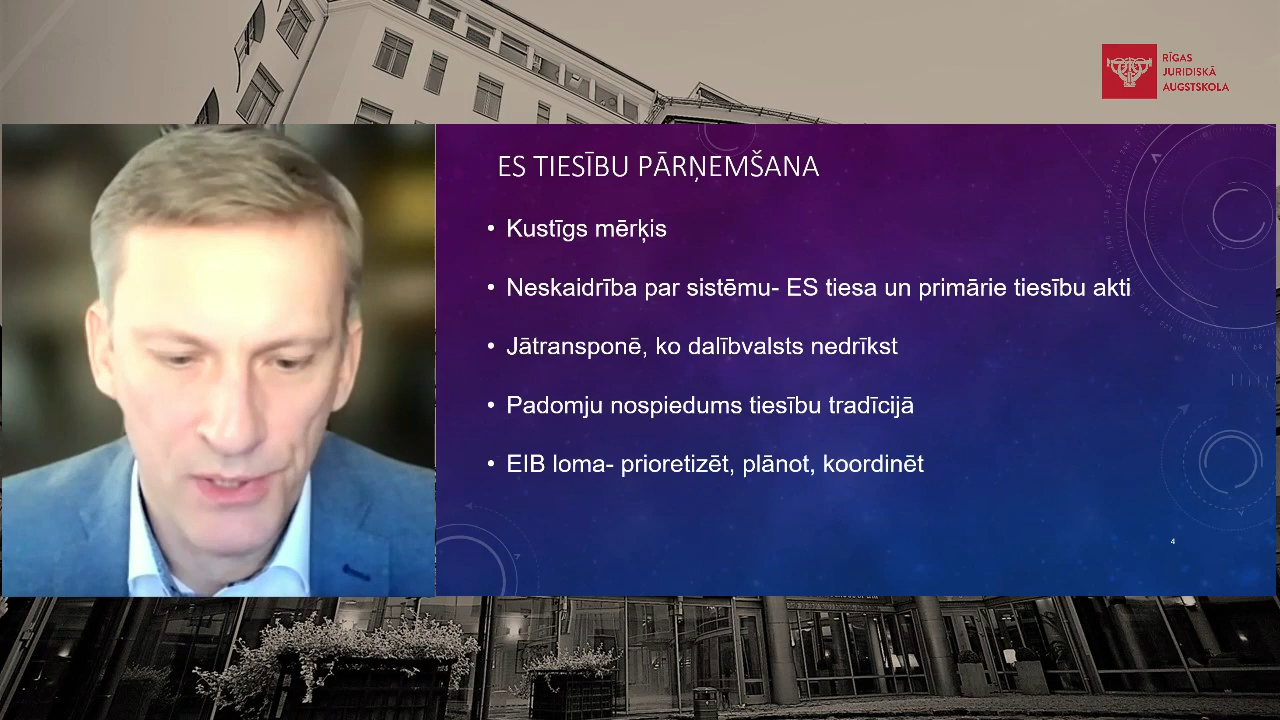 RĪGAS
JURIDISKĀ
AUGSTSKOLA
ES TIESĪBU PĀRŅEMŠANA
• Kustīgs mērķis
• Neskaidrība par sistēmu- ES tiesa un primārie tiesību akti
• Jātransponē, ko dalībvalsts nedrīkst
• Padomju nospiedums tiesību tradīcijā
• EIB loma- prioretizēt, plānot, koordinēt
4